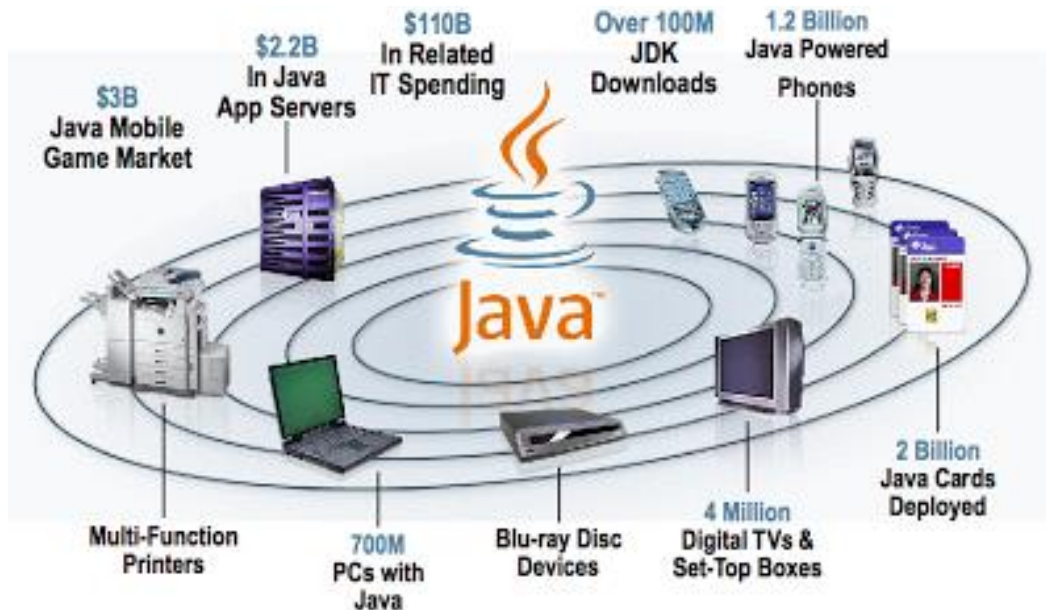 $3B
Java Mobile
Game Market
$2.2B
In Java
App Servers
$110B
In Related
IT Spending
Over 100M
JDK
Downloads
1.2 Billion
Java Powered
Phones
Java™
Multi-Function
Printers
700M
PCs with
Java
Blu-ray Disc
Devices
4 Million
Digital TVs &
Set-Top Boxes
2 Billion
Java Cards
Deployed